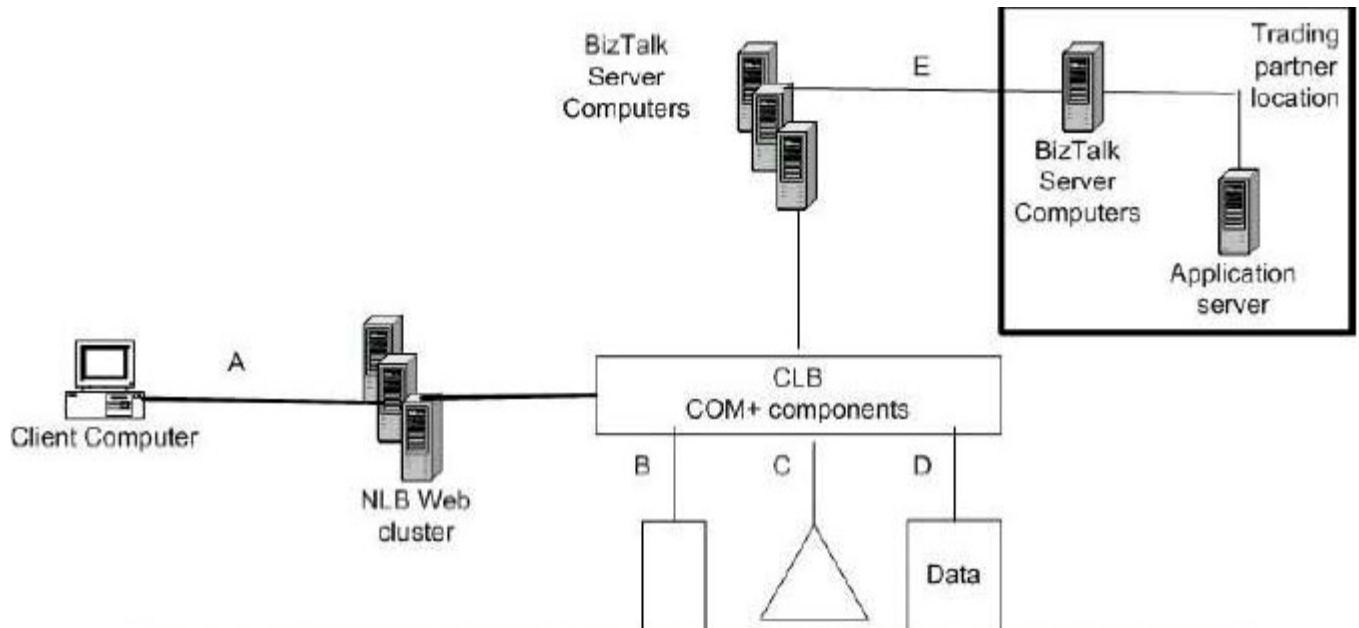 BizTalk
Server
Computers
E
Trading
partner
location
BizTalk
Server
Computers
Application
server
A
Client Computer
NLB Web
cluster
CLB
COM+ components
B
C
D
Data